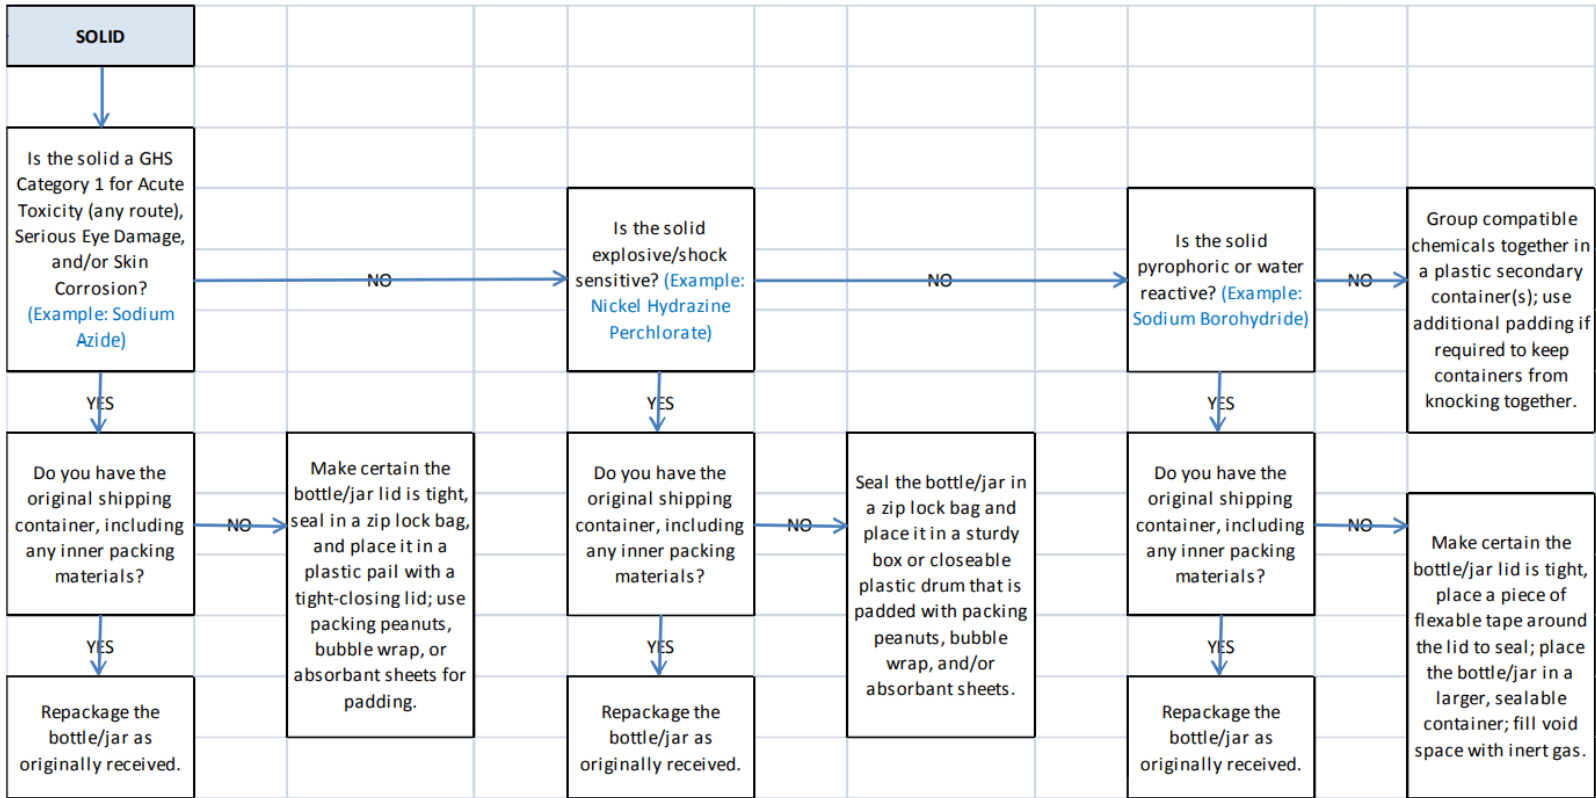 SOLID
Is the solid a GHS
Category 1 for Acute
Toxicity (any route),
Serious Eye Damage,
and/or Skin
Corrosion?
(Example: Sodium
Azide)
NO
Is the solid
explosive/shock
sensitive? (Example:
Nickel Hydrazine
Perchlorate)
NO
Is the solid
pyrophoric or water
reactive? (Example:
Sodium Borohydride)
NO
Group compatible
chemicals together in
a plastic secondary
container(s); use
additional padding if
required to keep
containers from
knocking together.
YES
YES
YES
Do you have the
original shipping
container, including
any inner packing
materials?
NO
Make certain the
bottle/jar lid is tight,
seal in a zip lock bag,
and place it in a
plastic pail with a
tight-closing lid; use
packing peanuts,
bubble wrap, or
absorbant sheets for
padding.
Do you have the
original shipping
container, including
any inner packing
materials?
NO
Seal the bottle/jar in
a zip lock bag and
place it in a sturdy
box or closeable
plastic drum that is
padded with packing
peanuts, bubble
wrap, and/or
absorbant sheets.
Do you have the
original shipping
container, including
any inner packing
materials?
NO
Make certain the
bottle/jar lid is tight,
place a piece of
flexable tape around
the lid to seal; place
the bottle/jar in a
larger, sealable
container; fill void
space with inert gas.
YES
YES
YES
Repackage the
bottle/jar as
originally received.
Repackage the
bottle/jar as
originally received.
Repackage the
bottle/jar as
originally received.